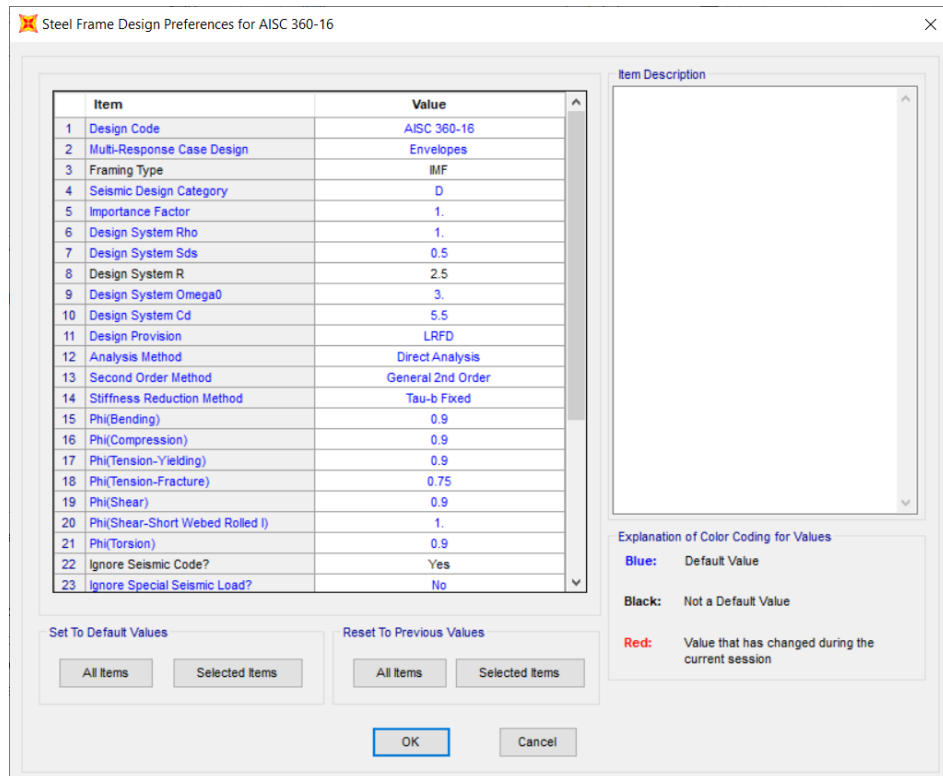 Steel Frame Design Preferences for AISC 360-16
Item Value
1 Design Code AISC 360-16
2 Multi-Response Case Design Envelopes
3 Framing Type IMF
4 Seismic Design Category D
5 Importance Factor 1.
6 Design System Rho 1.
7 Design System Sds 0.5
8 Design System R 2.5
9 Design System Omega0 3.
10 Design System Cd 5.5
11 Design Provision LRFD
12 Analysis Method Direct Analysis
13 Second Order Method General 2nd Order
14 Stiffness Reduction Method Tau-b Fixed
15 Phi(Bending) 0.9
16 Phi(Compression) 0.9
17 Phi(Tension-Yielding) 0.9
18 Phi(Tension-Fracture) 0.75
19 Phi(Shear) 0.9
20 Phi(Shear-Short Webed Rolled I) 1.
21 Phi(Torsion) 0.9
22 Ignore Seismic Code? Yes
23 Ignore Special Seismic Load? No
Item Description
Explanation of Color Coding for Values
Blue: Default Value
Black: Not a Default Value
Red: Value that has changed during the
current session
Set To Default Values
All Items Selected Items
Reset To Previous Values
All Items Selected Items
OK Cancel